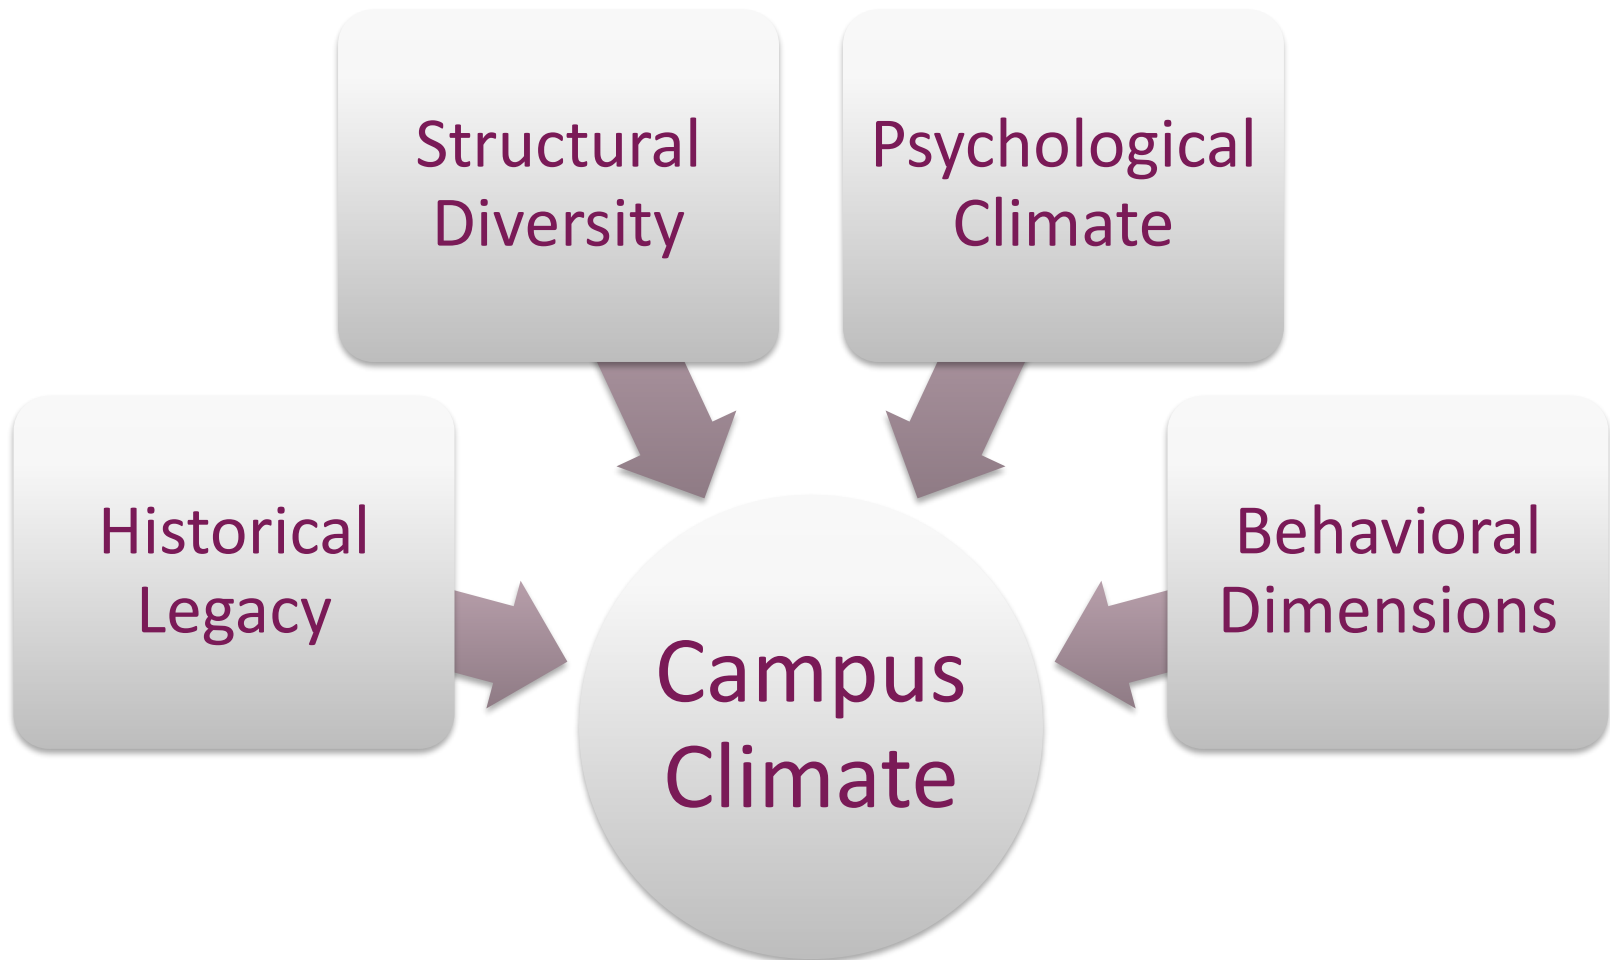 Structural
Diversity
Psychological
Climate
Historical
Legacy
Behavioral
Dimensions
Campus
Climate